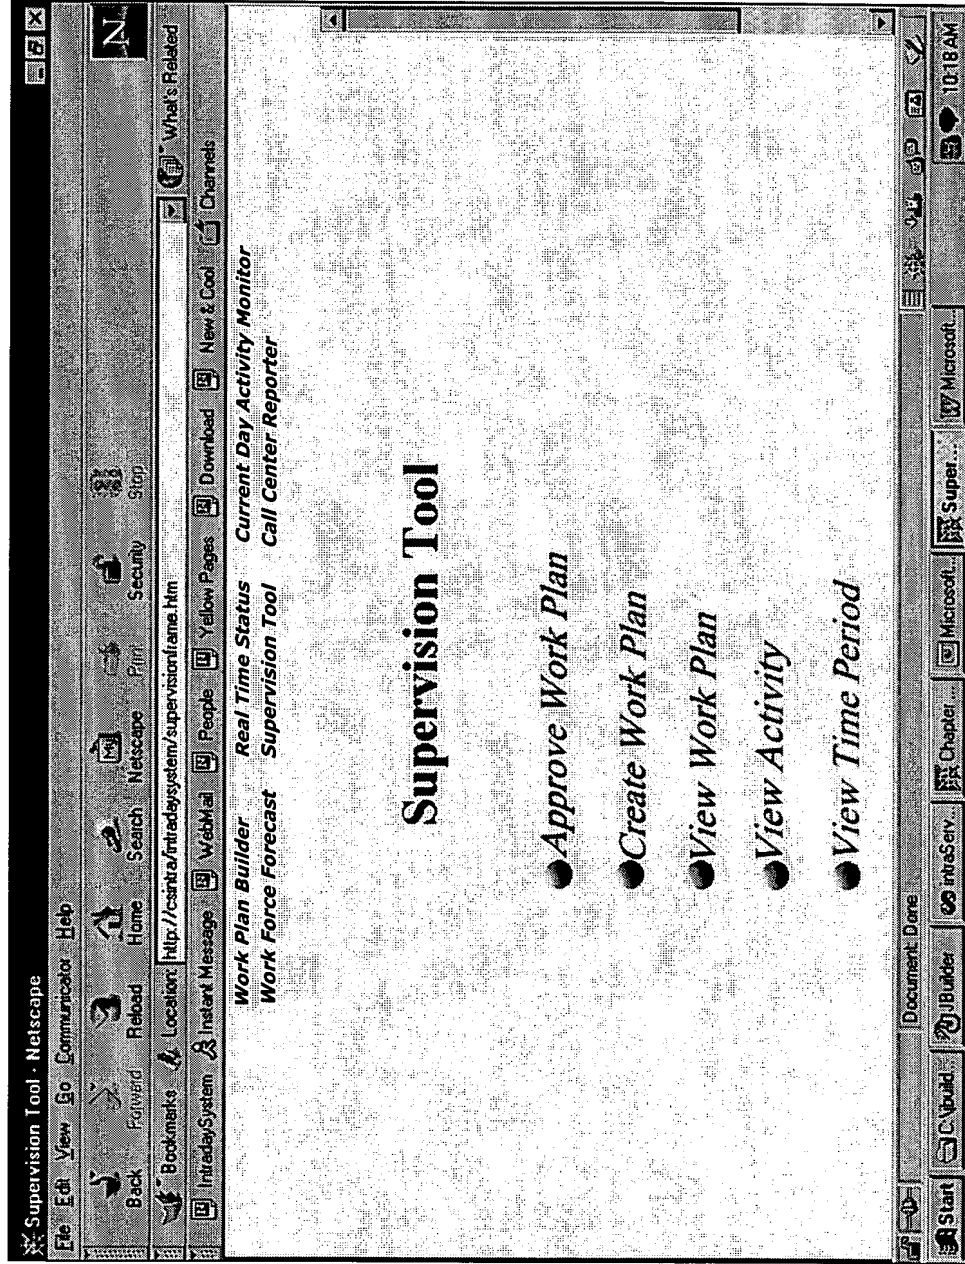 Supervision Tool - Netscape
File Edit View Go Communicator Help
Back Forward Reload Home Search Netscape Print Security Stop
Bookmarks Location: http://csintra/intradaysystem/supervisionframe.htm What's Related
IntradaySystem Instant Message WebMail People Yellow Pages Download New & Cool Channels
Work Plan Builder Real Time Status Current Day Activity Monitor
Work Force Forecast Supervision Tool Call Center Reporter
Supervision Tool
Approve Work Plan
Create Work Plan
View Work Plan
View Activity
View Time Period
Document: Done
Start JBuilder intraServ... Chapter... Microsoft... Super... Microsoft... 10:18 AM